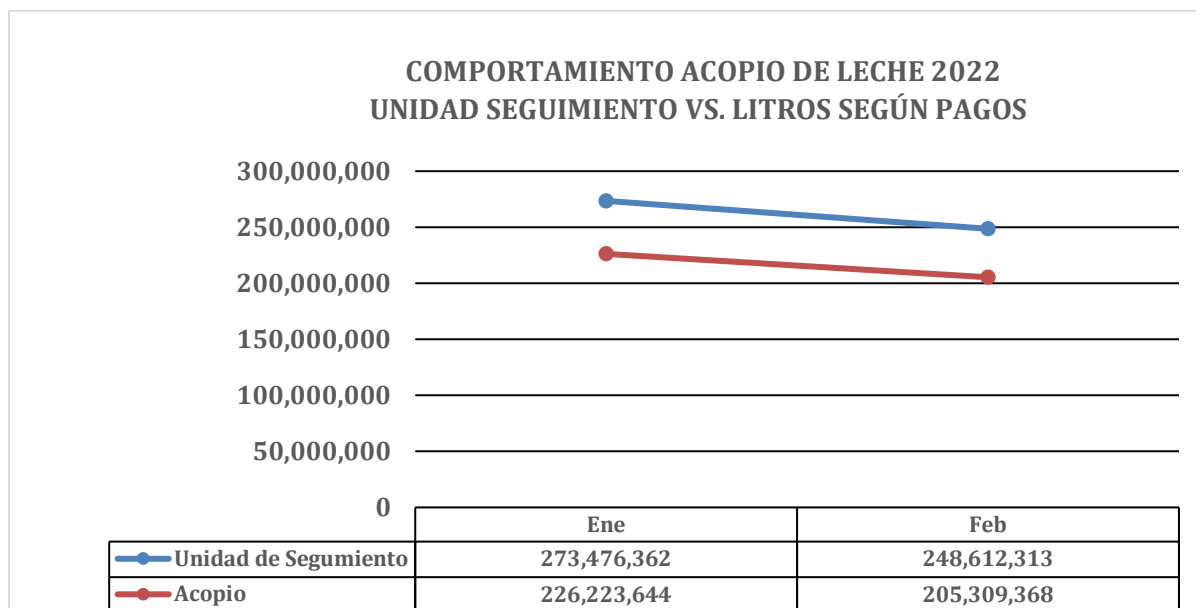 COMPORTAMIENTO ACOPIO DE LECHE 2022
UNIDAD SEGUIMIENTO VS. LITROS SEGÚN PAGOS
300,000,000
250,000,000
200,000,000
150,000,000
100,000,000
50,000,000
0
Ene Feb
Unidad de Segumiento 273,476,362 248,612,313
Acopio 226,223,644 205,309,368